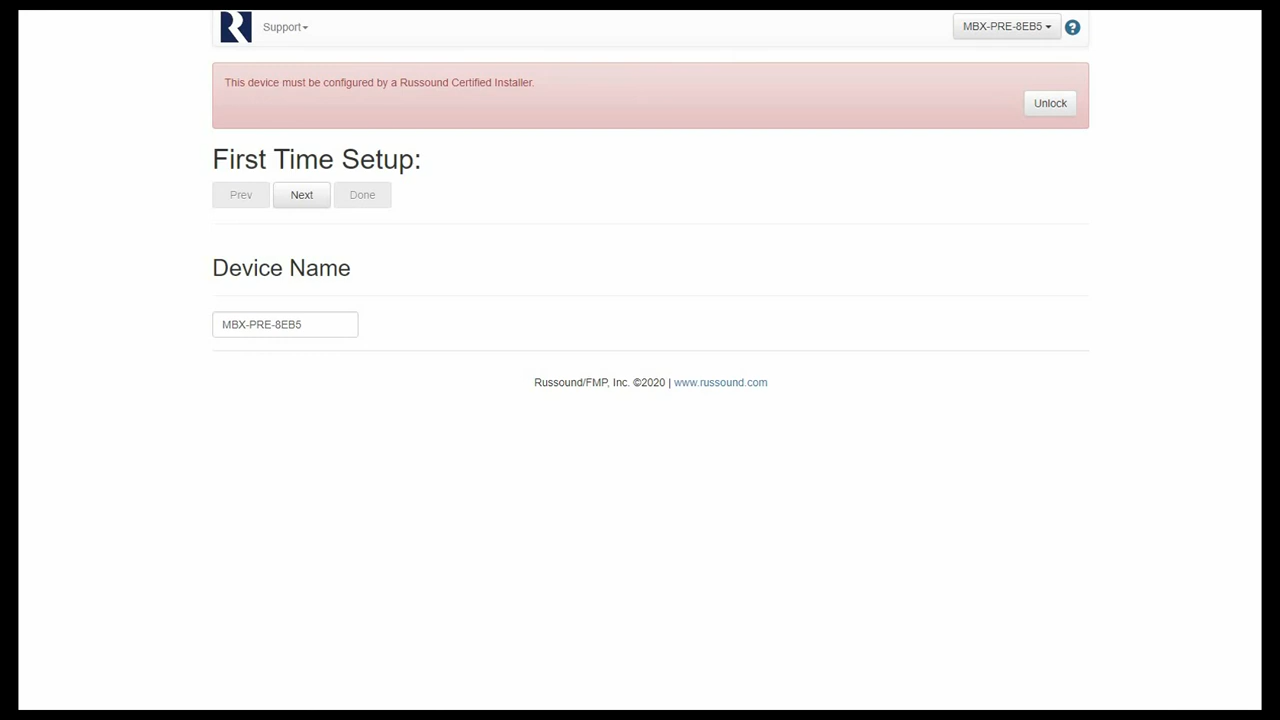 Support
MBX-PRE-8EB5
This device must be configured by a Russound Certified Installer.
Unlock
First Time Setup:
Prev Next Done
Device Name
MBX-PRE-8EB5
Russound/FMP, Inc. ©2020 | www.russound.com